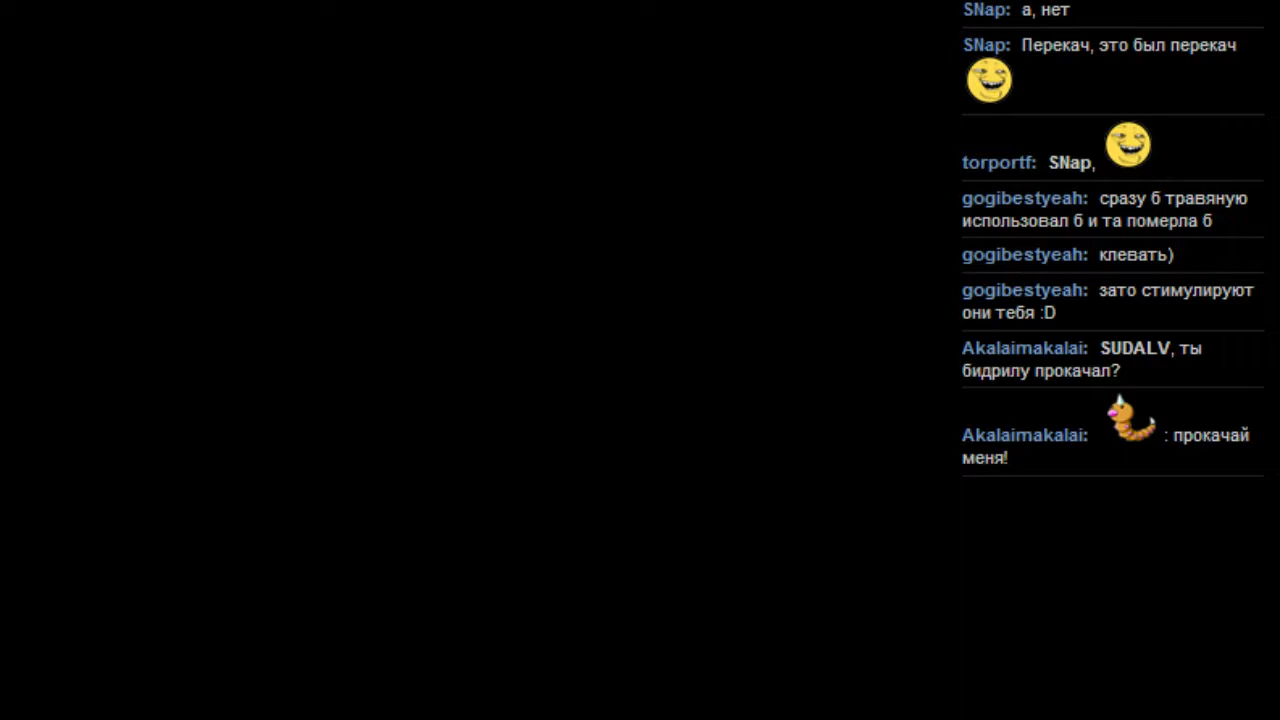 SNap: а, нет
SNap: Перекач, это был перекач
torportf: SNap,
gogibestyeah: сразу б травяную
использовал б и та померла б
gogibestyeah: клевать)
gogibestyeah: зато стимулируют
они тебя :D
Akalaimakalai: SUDALV, ты
бидрилу прокачал?
Akalaimakalai: : прокачай
меня!